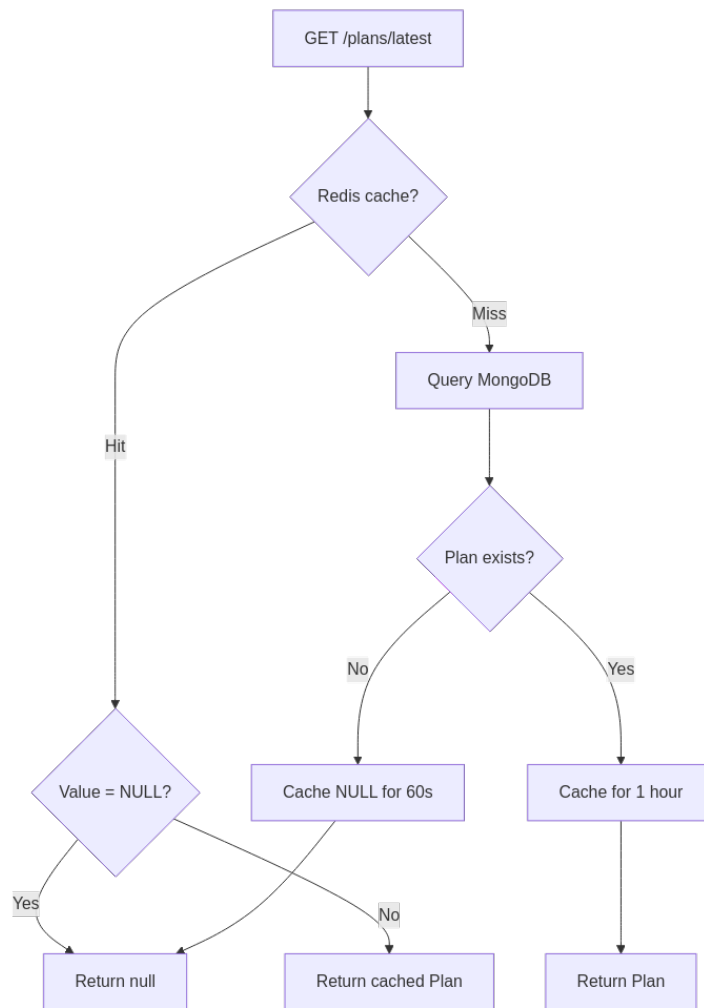 GET /plans/latest
Redis cache?
Miss
Query MongoDB
Hit
Plan exists?
No
Yes
Value = NULL?
Cache NULL for 60s
Cache for 1 hour
Yes
No
Return null
Return cached Plan
Return Plan